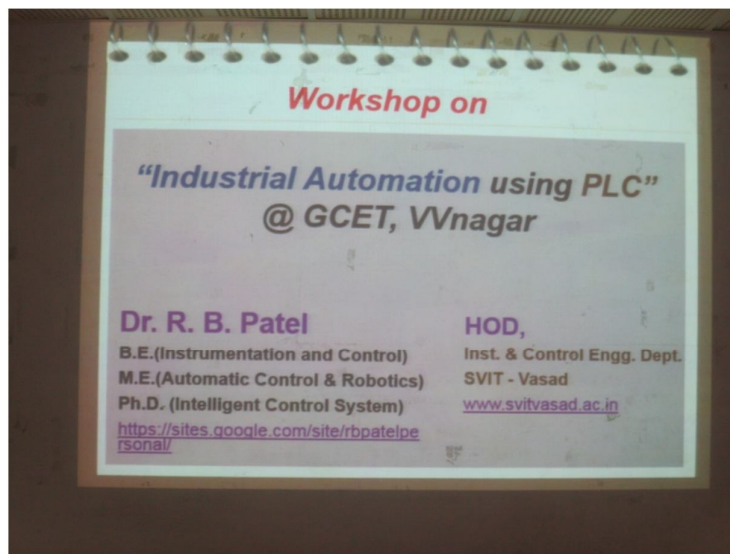 Workshop on
“Industrial Automation using PLC”
@ GCET, VVnagar
Dr. R. B. Patel
B.E.(Instrumentation and Control)
M.E.(Automatic Control & Robotics)
Ph.D. (Intelligent Control System)
https://sites.google.com/site/rbpatelpe
rsonal/
HOD,
Inst. & Control Engg. Dept.
SVIT - Vasad
www.svitvasad.ac.in